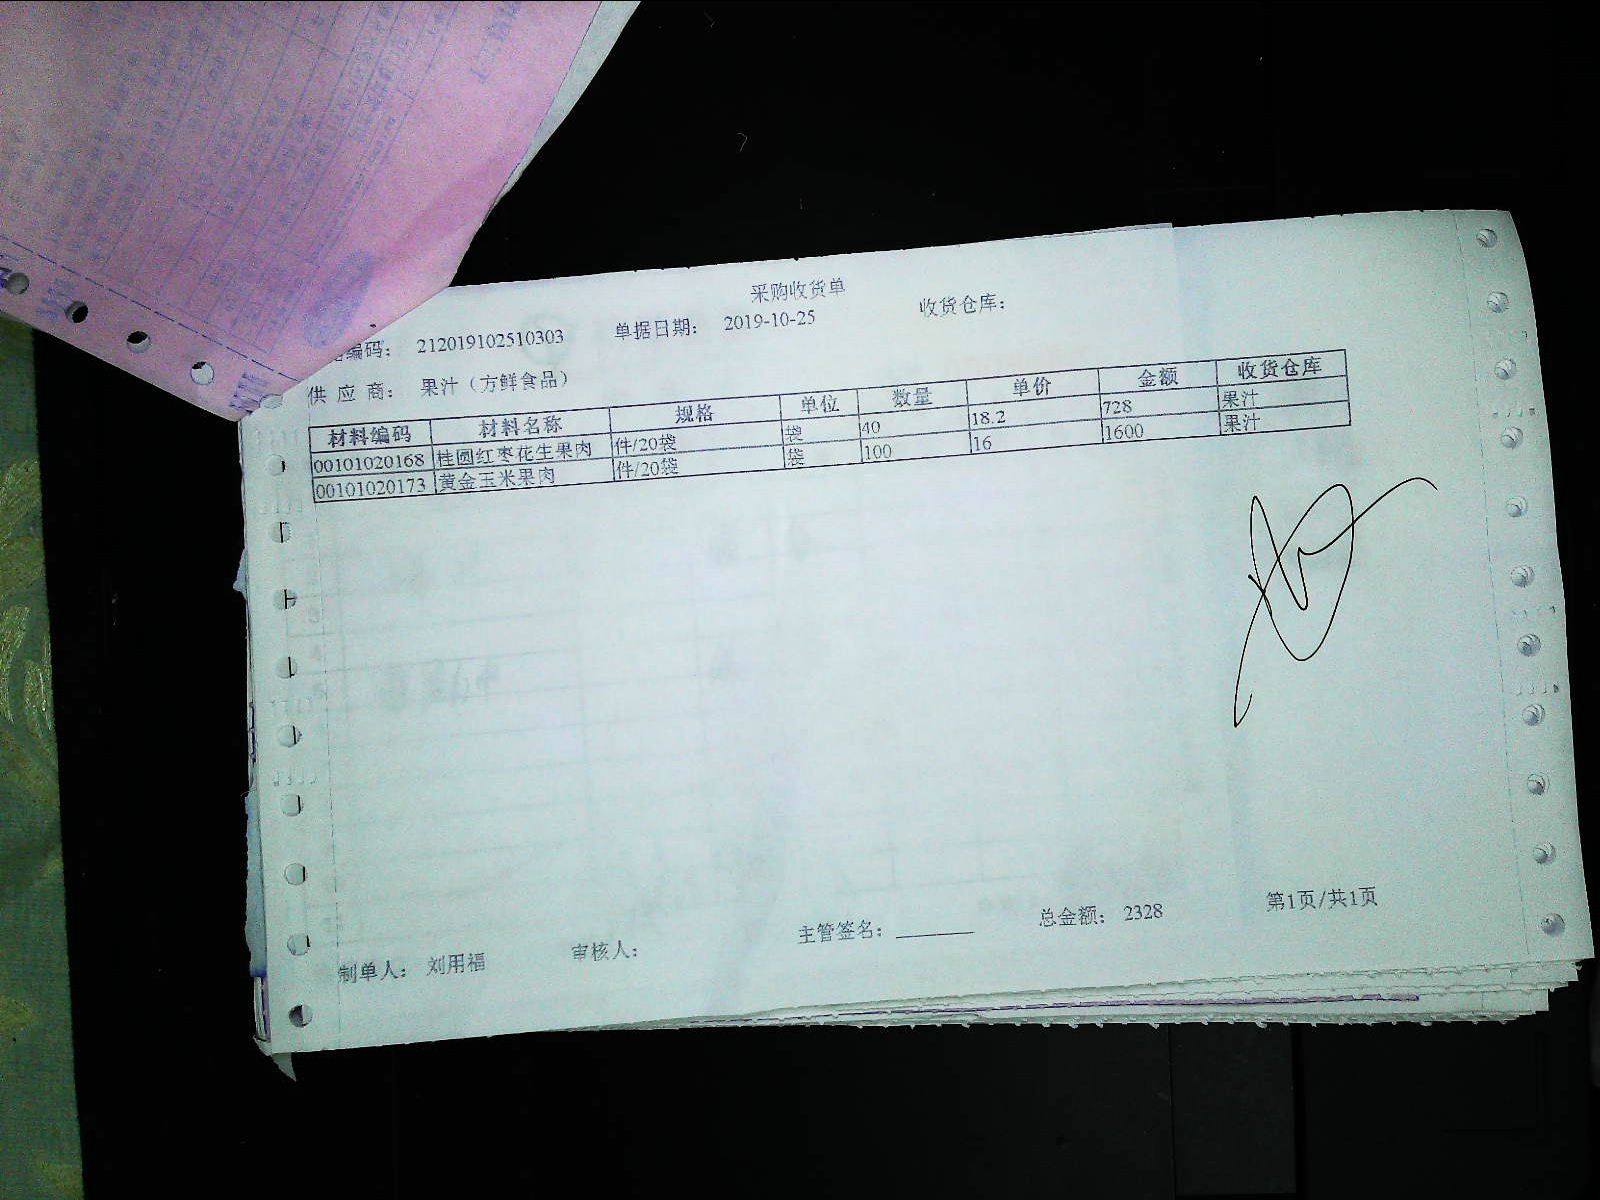 采购收货单
编码： 212019102510303 单据日期： 2019-10-25 收货仓库：
供 应 商： 果汁（方鲜食品）
材料编码 材料名称 规格 单位 数量 单价 金额 收货仓库
00101020168 桂圆红枣花生果肉 件/20袋 袋 40 18.2 728 果汁
00101020173 黄金玉米果肉 件/20袋 袋 100 16 1600 果汁
制单人： 刘用福 审核人： 主管签名： 总金额： 2328 第1页/共1页